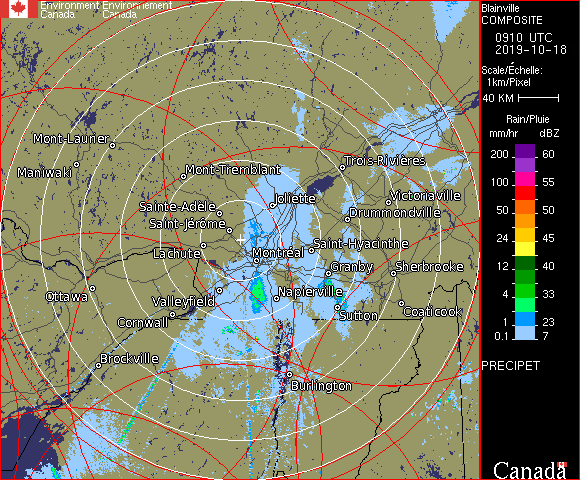 Environment Environnement
Canada Canada
Blainville
COMPOSITE
0910 UTC
2019-10-18
Scale/Échelle:
1km/Pixel
40 KM
Rain/Pluie
mm/hr dBZ
200 60
100 55
50 50
24 45
12 40
4 33
1 23
0.1 7
PRECIPET
Canada
Mont-Laurier
Maniwaki
Mont-Tremblant
Trois-Rivières
Sainte-Adèle
Joliette
Victoriaville
Saint-Jérôme
Drummondville
Lachute
Montréal
Saint-Hyacinthe
Granby
Sherbrooke
Ottawa
Valleyfield
Napierville
Cornwall
Sutton
Coaticook
Brockville
Burlington